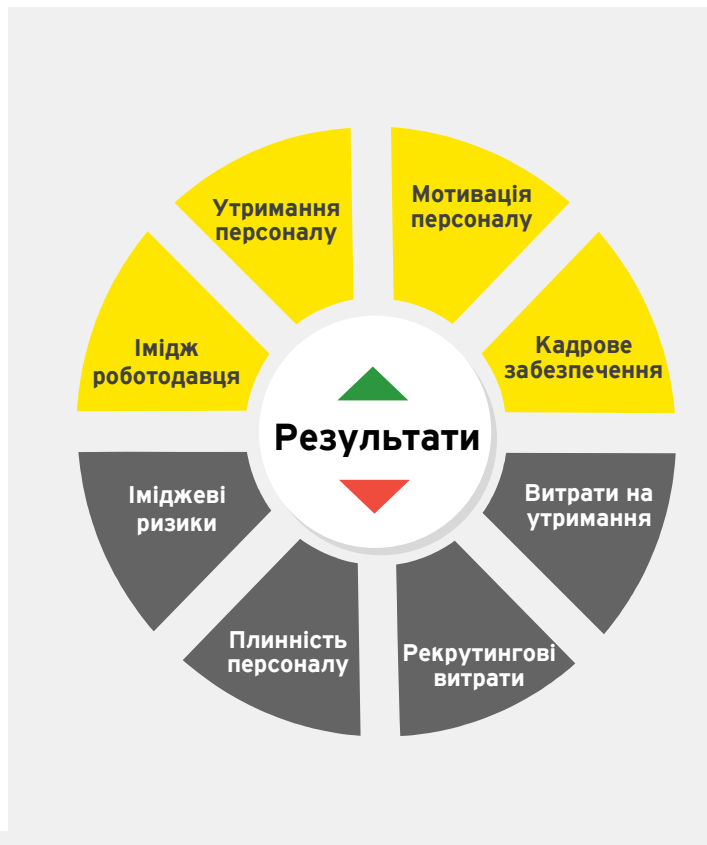 Утримання
персоналу
Мотивація
персоналу
Імідж
роботодавця
Кадрове
забезпечення
Результати
Іміджеві
ризики
Витрати на
утримання
Плинність
персоналу
Рекрутингові
витрати